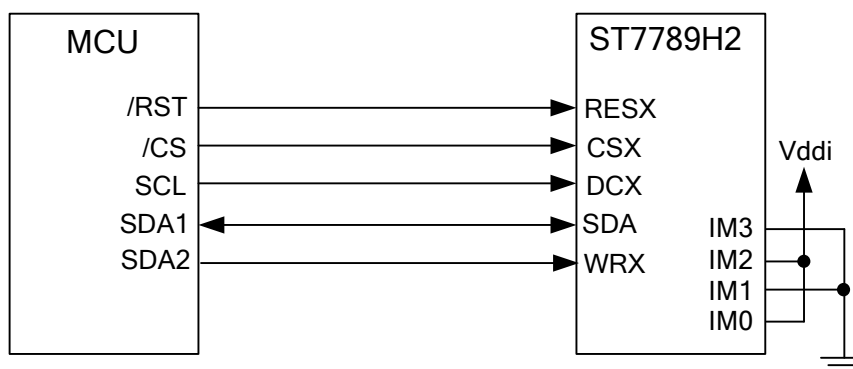 MCU
ST7789H2
/RST
RESX
/CS
CSX
Vddi
SCL
DCX
SDA1
SDA
IM3
SDA2
WRX
IM2
IM1
IM0